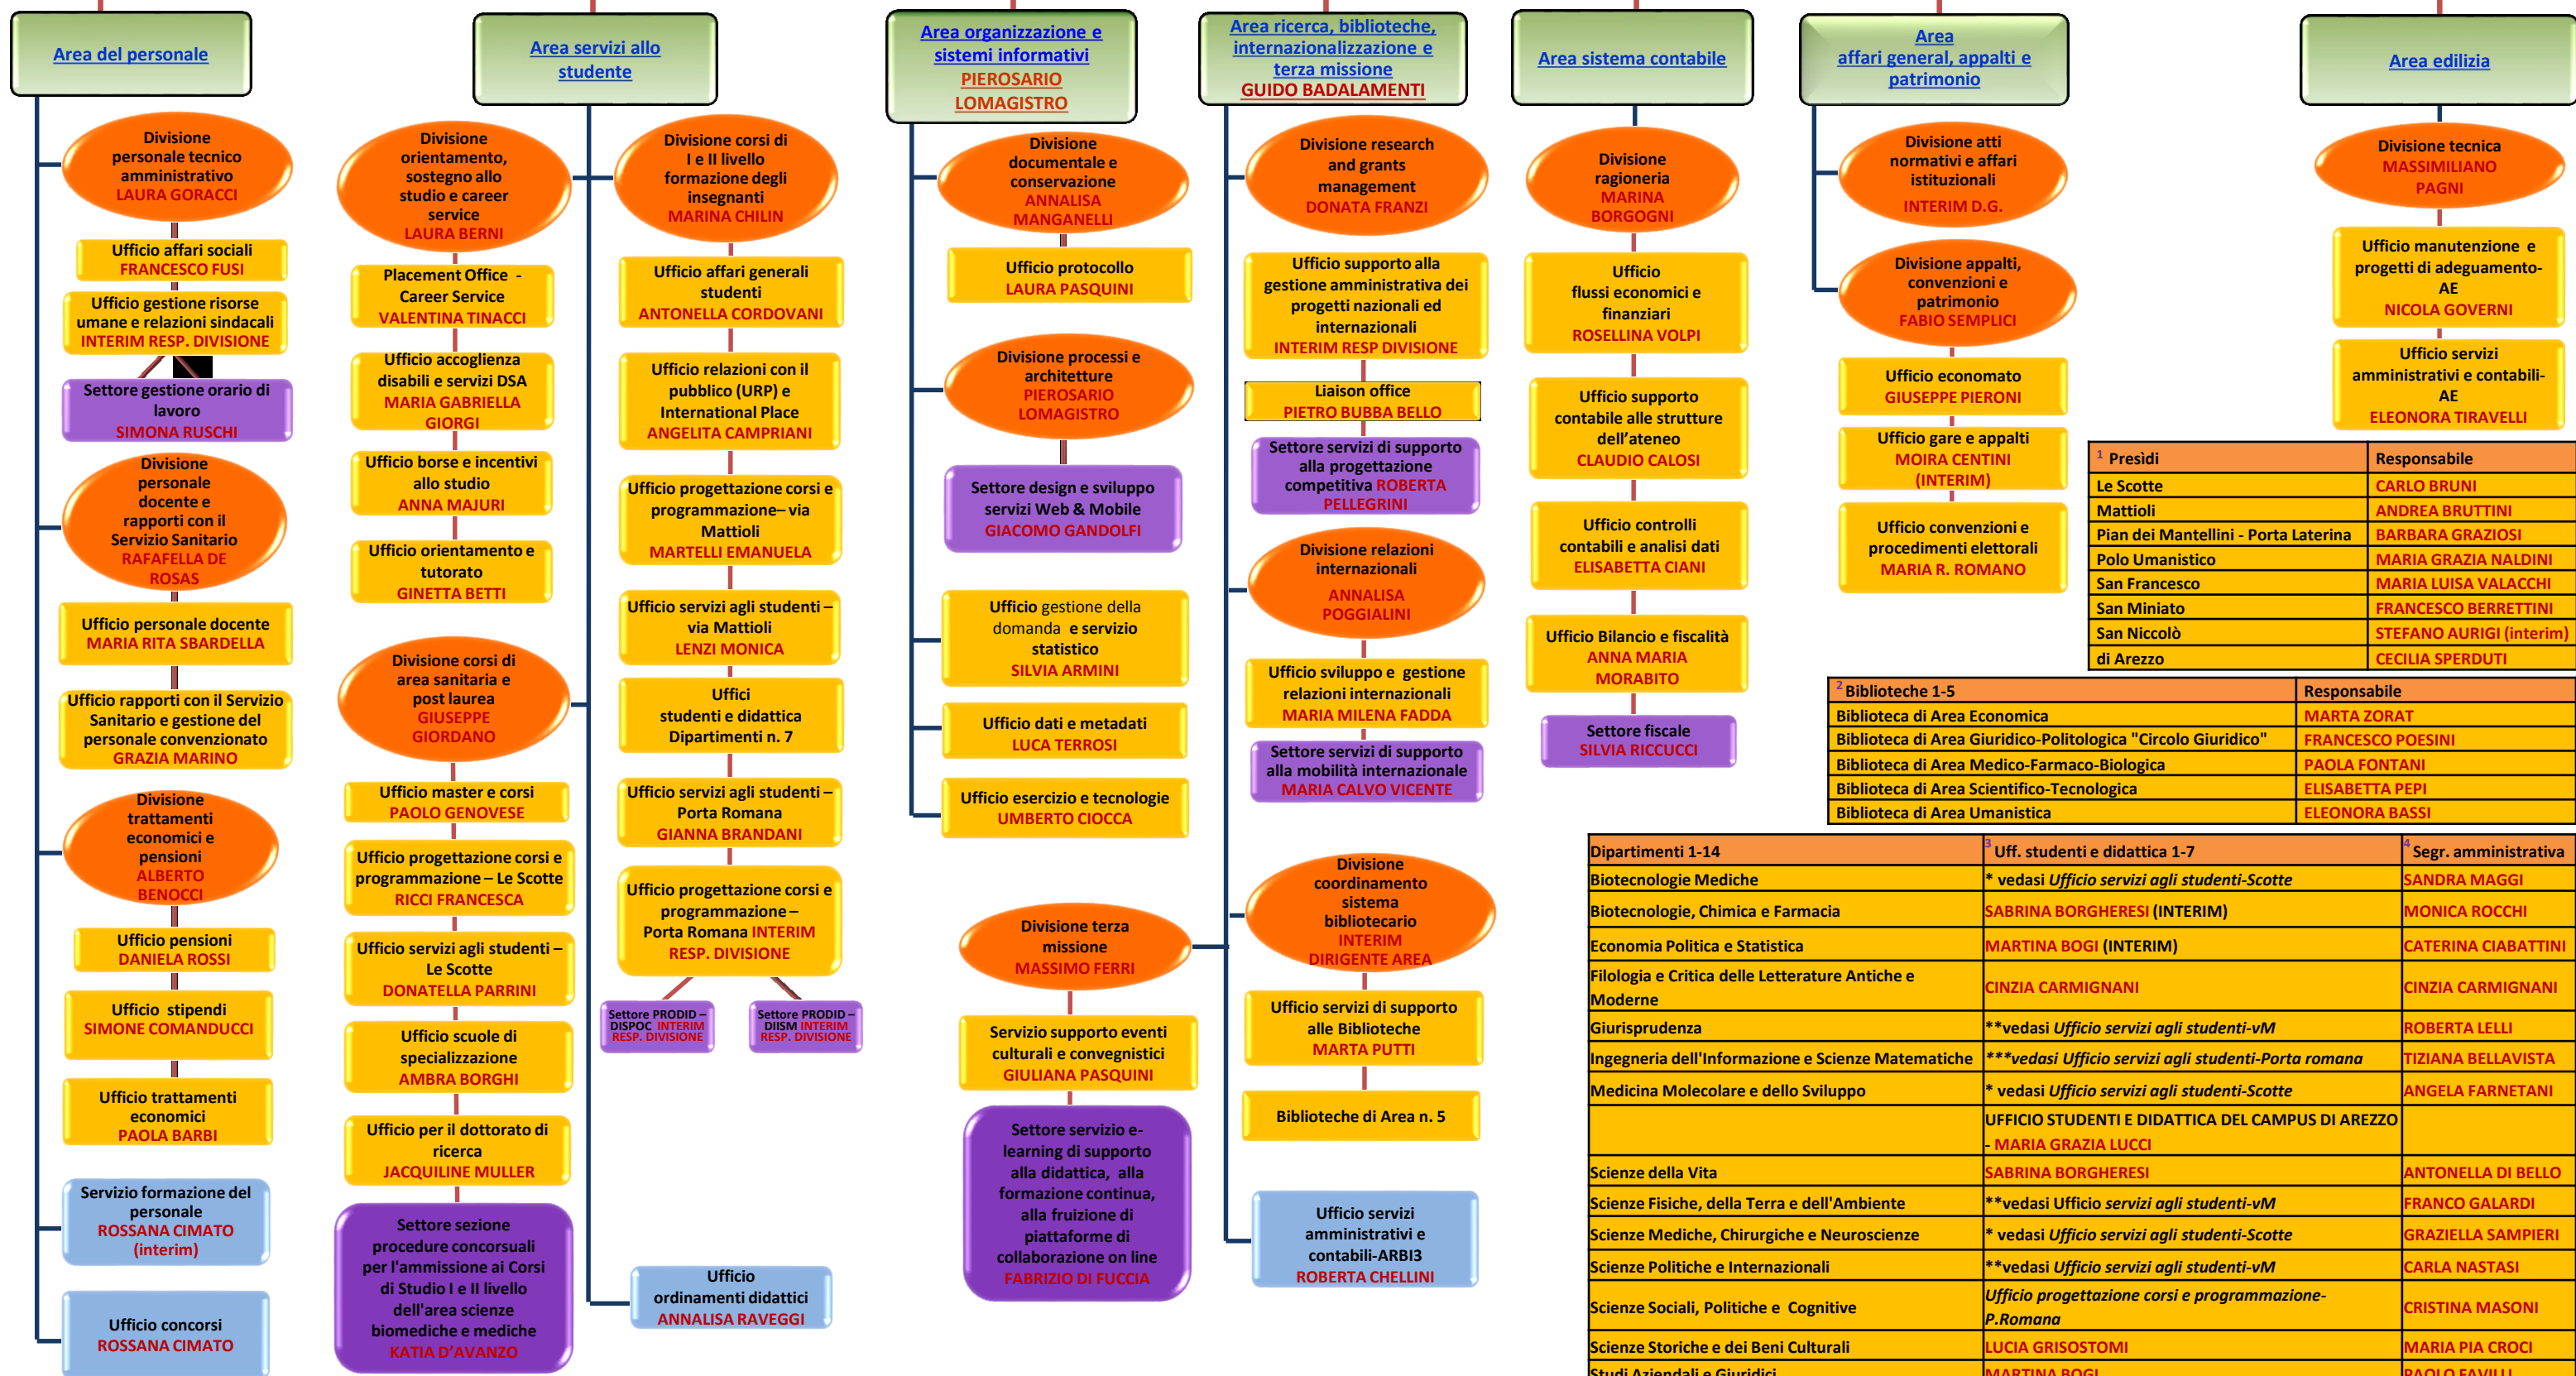 Area del personale
Divisione
personale tecnico
amministrativo
LAURA GORACCI
Ufficio affari sociali
FRANCESCO FUSI
Ufficio gestione risorse
umane e relazioni sindacali
INTERIM RESP. DIVISIONE
Settore gestione orario di
lavoro
SIMONA RUSCHI
Divisione
personale
docente e
rapporti con il
Servizio Sanitario
RAFAFELLA DE
ROSAS
Ufficio personale docente
MARIA RITA SBARDELLA
Ufficio rapporti con il Servizio
Sanitario e gestione del
personale convenzionato
GRAZIA MARINO
Divisione
trattamenti
economici e
pensioni
ALBERTO
BENOCCI
Ufficio pensioni
DANIELA ROSSI
Ufficio stipendi
SIMONE COMANDUCCI
Ufficio trattamenti
economici
PAOLA BARBI
Servizio formazione del
personale
ROSSANA CIMATO
(interim)
Ufficio concorsi
ROSSANA CIMATO
Area servizi allo
studente
Divisione
orientamento,
sostegno allo
studio e career
service
LAURA BERNI
Placement Office -
Career Service
VALENTINA TINACCI
Ufficio accoglienza
disabili e servizi DSA
MARIA GABRIELLA
GIORGI
Ufficio borse e incentivi
allo studio
ANNA MAJURI
Ufficio orientamento e
tutorato
GINETTA BETTI
Divisione corsi di
area sanitaria e
post laurea
GIUSEPPE
GIORDANO
Ufficio master e corsi
PAOLO GENOVESE
Ufficio progettazione corsi e
programmazione – Le Scotte
RICCI FRANCESCA
Ufficio servizi agli studenti –
Le Scotte
DONATELLA PARRINI
Ufficio scuole di
specializzazione
AMBRA BORGHI
Ufficio per il dottorato di
ricerca
JACQUILINE MULLER
Settore sezione
procedure concorsuali
per l'ammissione ai Corsi
di Studio I e II livello
dell'area scienze
biomediche e mediche
KATIA D'AVANZO
Divisione corsi di
I e II livello
formazione degli
insegnanti
MARINA CHILIN
Ufficio affari generali
studenti
ANTONELLA CORDOVANI
Ufficio relazioni con il
pubblico (URP) e
International Place
ANGELITA CAMPRIANI
Ufficio progettazione corsi e
programmazione– via
Mattioli
MARTELLI EMANUELA
Ufficio servizi agli studenti –
via Mattioli
LENZI MONICA
Uffici
studenti e didattica
Dipartimenti n. 7
Ufficio servizi agli studenti –
Porta Romana
GIANNA BRANDANI
Ufficio progettazione corsi e
programmazione –
Porta Romana INTERIM
RESP. DIVISIONE
Settore PRODID –
DISPOC INTERIM
RESP. DIVISIONE
Settore PRODID –
DIISM INTERIM
RESP. DIVISIONE
Ufficio
ordinamenti didattici
ANNALISA RAVEGGI
Area organizzazione e
sistemi informativi
PIEROSARIO
LOMAGISTRO
Divisione
documentale e
conservazione
ANNALISA
MANGANELLI
Ufficio protocollo
LAURA PASQUINI
Divisione processi e
architetture
PIEROSARIO
LOMAGISTRO
Settore design e sviluppo
servizi Web & Mobile
GIACOMO GANDOLFI
Ufficio gestione della
domanda e servizio
statistico
SILVIA ARMINI
Ufficio dati e metadati
LUCA TERROSI
Ufficio esercizio e tecnologie
UMBERTO CIOCCA
Area ricerca, biblioteche,
internazionalizzazione e
terza missione
GUIDO BADALAMENTI
Divisione research
and grants
management
DONATA FRANZI
Ufficio supporto alla
gestione amministrativa dei
progetti nazionali ed
internazionali
INTERIM RESP DIVISIONE
Liaison office
PIETRO BUBBA BELLO
Settore servizi di supporto
alla progettazione
competitiva ROBERTA
PELLEGRINI
Divisione relazioni
internazionali
ANNALISA
POGGIALINI
Ufficio sviluppo e gestione
relazioni internazionali
MARIA MILENA FADDA
Settore servizi di supporto
alla mobilità internazionale
MARIA CALVO VICENTE
Divisione
coordinamento
sistema
bibliotecario
INTERIM
DIRIGENTE AREA
Ufficio servizi di supporto
alle Biblioteche
MARTA PUTTI
Biblioteche di Area n. 5
Divisione terza
missione
MASSIMO FERRI
Servizio supporto eventi
culturali e convegnistici
GIULIANA PASQUINI
Settore servizio e-
learning di supporto
alla didattica, alla
formazione continua,
alla fruizione di
piattaforme di
collaborazione on line
FABRIZIO DI FUCCIA
Ufficio servizi
amministrativi e
contabili-ARBI3
ROBERTA CHELLINI
Area sistema contabile
Divisione
ragioneria
MARINA
BORGOGNI
Ufficio
flussi economici e
finanziari
ROSELLINA VOLPI
Ufficio supporto
contabile alle strutture
dell'ateneo
CLAUDIO CALOSI
Ufficio controlli
contabili e analisi dati
ELISABETTA CIANI
Ufficio Bilancio e fiscalità
ANNA MARIA
MORABITO
Settore fiscale
SILVIA RICCUCCI
Area
affari general, appalti e
patrimonio
Divisione atti
normativi e affari
istituzionali
INTERIM D.G.
Divisione appalti,
convenzioni e
patrimonio
FABIO SEMPLICI
Ufficio economato
GIUSEPPE PIERONI
Ufficio gare e appalti
MOIRA CENTINI
(INTERIM)
Ufficio convenzioni e
procedimenti elettorali
MARIA R. ROMANO
Area edilizia
Divisione tecnica
MASSIMILIANO
PAGNI
Ufficio manutenzione e
progetti di adeguamento-
AE
NICOLA GOVERNI
Ufficio servizi
amministrativi e contabili-
AE
ELEONORA TIRAVELLI
1 Presìdi Responsabile
Le Scotte CARLO BRUNI
Mattioli ANDREA BRUTTINI
Pian dei Mantellini - Porta Laterina BARBARA GRAZIOSI
Polo Umanistico MARIA GRAZIA NALDINI
San Francesco MARIA LUISA VALACCHI
San Miniato FRANCESCO BERRETTINI
San Niccolò STEFANO AURIGI (interim)
di Arezzo CECILIA SPERDUTI
2 Biblioteche 1-5 Responsabile
Biblioteca di Area Economica MARTA ZORAT
Biblioteca di Area Giuridico-Politologica "Circolo Giuridico" FRANCESCO POESINI
Biblioteca di Area Medico-Farmaco-Biologica PAOLA FONTANI
Biblioteca di Area Scientifico-Tecnologica ELISABETTA PEPI
Biblioteca di Area Umanistica ELEONORA BASSI
Dipartimenti 1-14 3 Uff. studenti e didattica 1-7 4 Segr. amministrativa
Biotecnologie Mediche * vedasi Ufficio servizi agli studenti-Scotte SANDRA MAGGI
Biotecnologie, Chimica e Farmacia SABRINA BORGHERESI (INTERIM) MONICA ROCCHI
Economia Politica e Statistica MARTINA BOGI (INTERIM) CATERINA CIABATTINI
Filologia e Critica delle Letterature Antiche e
Moderne CINZIA CARMIGNANI CINZIA CARMIGNANI
Giurisprudenza **vedasi Ufficio servizi agli studenti-vM ROBERTA LELLI
Ingegneria dell'Informazione e Scienze Matematiche ***vedasi Ufficio servizi agli studenti-Porta romana TIZIANA BELLAVISTA
Medicina Molecolare e dello Sviluppo * vedasi Ufficio servizi agli studenti-Scotte ANGELA FARNETANI
UFFICIO STUDENTI E DIDATTICA DEL CAMPUS DI AREZZO
- MARIA GRAZIA LUCCI
Scienze della Vita SABRINA BORGHERESI ANTONELLA DI BELLO
Scienze Fisiche, della Terra e dell'Ambiente **vedasi Ufficio servizi agli studenti-vM FRANCO GALARDI
Scienze Mediche, Chirurgiche e Neuroscienze * vedasi Ufficio servizi agli studenti-Scotte GRAZIELLA SAMPIERI
Scienze Politiche e Internazionali **vedasi Ufficio servizi agli studenti-vM CARLA NASTASI
Scienze Sociali, Politiche e Cognitive Ufficio progettazione corsi e programmazione-
P.Romana CRISTINA MASONI
Scienze Storiche e dei Beni Culturali LUCIA GRISOSTOMI MARIA PIA CROCI
Studi Aziendali e Giuridici MARTINA BOGI PAOLO FAVILLI